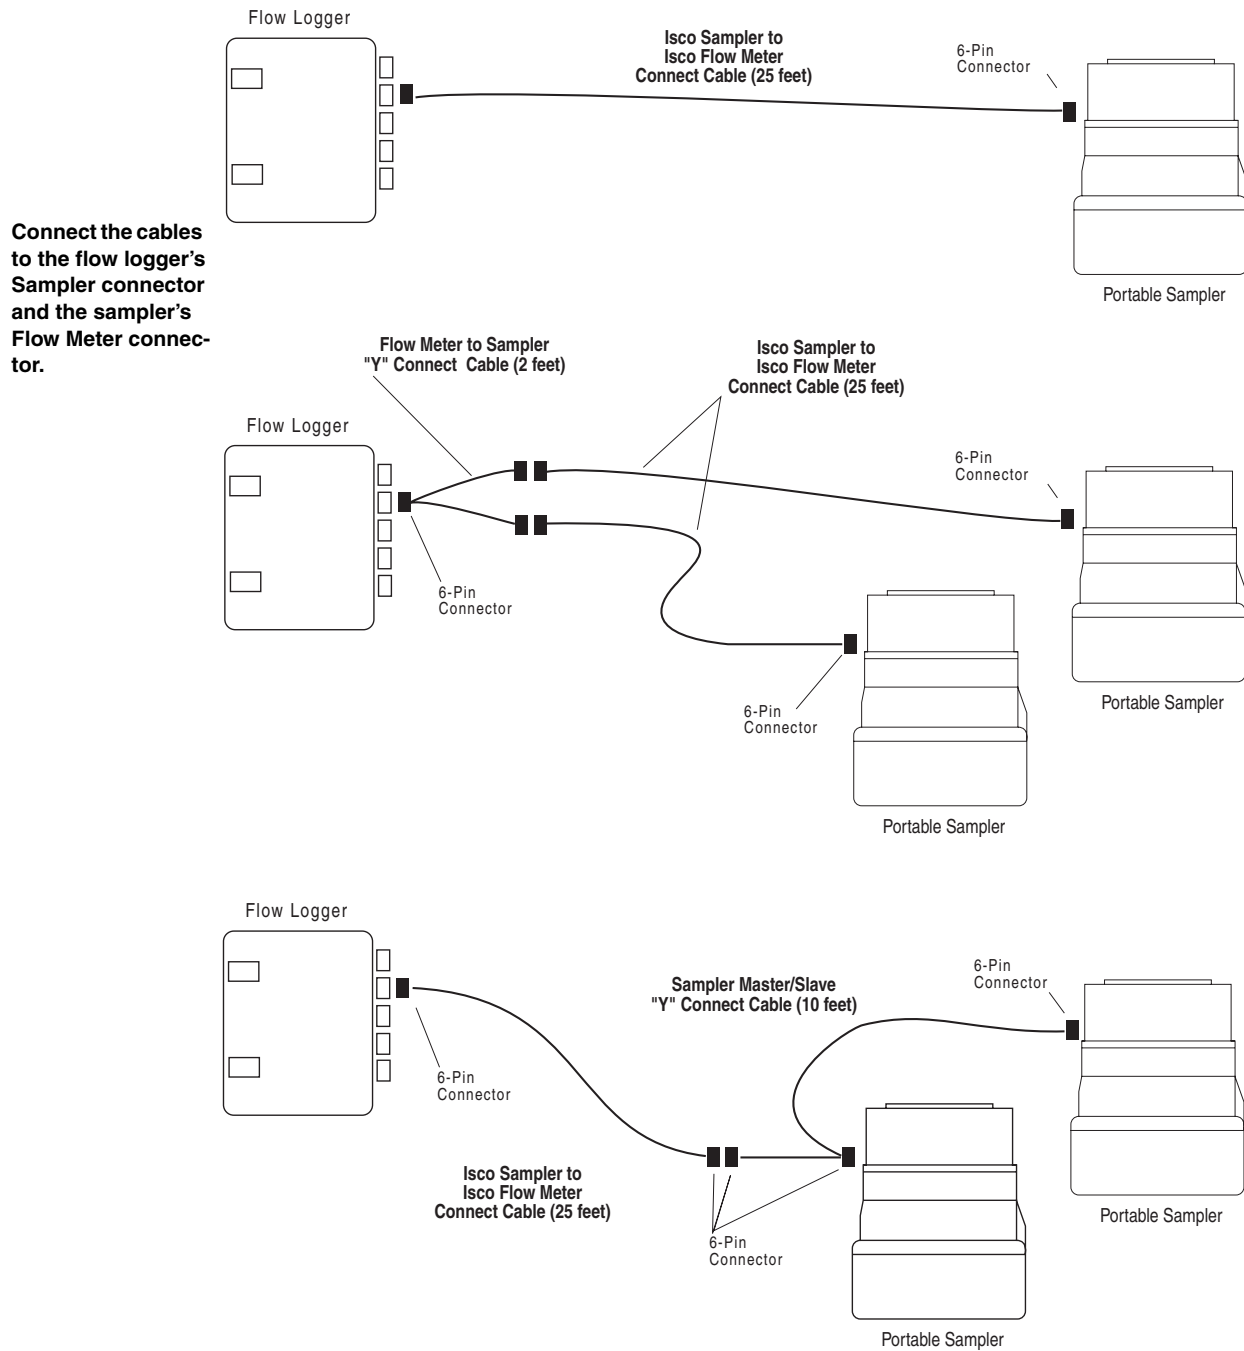 Flow Logger
Isco Sampler to
Isco Flow Meter
Connect Cable (25 feet)
6-Pin
Connector
Portable Sampler
Connect the cables
to the flow logger’s
Sampler connector
and the sampler’s
Flow Meter connec-
tor.
Flow Meter to Sampler
"Y" Connect Cable (2 feet)
Isco Sampler to
Isco Flow Meter
Connect Cable (25 feet)
Flow Logger
6-Pin
Connector
6-Pin
Connector
Portable Sampler
6-Pin
Connector
Portable Sampler
Flow Logger
Sampler Master/Slave
"Y" Connect Cable (10 feet)
6-Pin
Connector
6-Pin
Connector
Isco Sampler to
Isco Flow Meter
Connect Cable (25 feet)
6-Pin
Connector
Portable Sampler
Portable Sampler